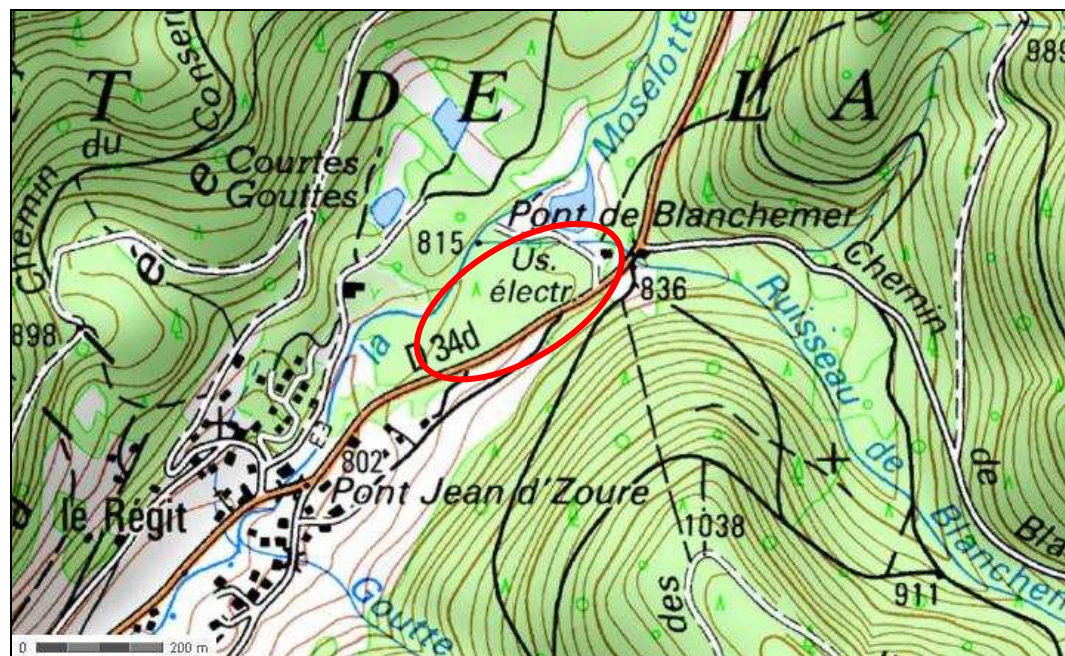 989
T DE LA
Moselotte
Conser
du
Chemin
Courtes
Gouttes
é
e
Pont de Blanchemer
815
Us.
électr.
836
Chemin
Ruisseau
898
la
D 34d
de
de
802
Pont Jean d'Zoure
le Régit
1038
Bla
Blanchem
911
Goutte
des
0 200 m